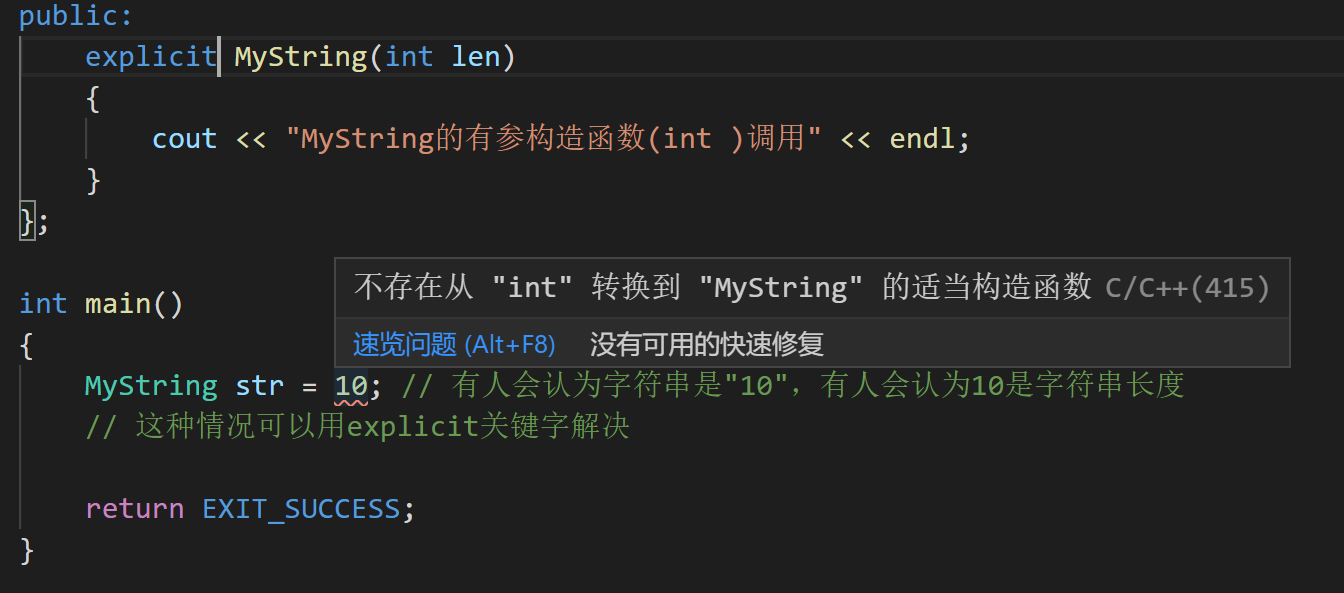 public:
    explicit MyString(int len)
    {
        cout << "MyString的有参构造函数(int )调用" << endl;
    }
};
不存在从 "int" 转换到 "MyString" 的适当构造函数 C/C++(415)
int main()
速览问题 (Alt+F8) 没有可用的快速修复
{
    MyString str = 10; // 有人会认为字符串是"10"，有人会认为10是字符串长度
    // 这种情况可以用explicit关键字解决
    return EXIT_SUCCESS;
}